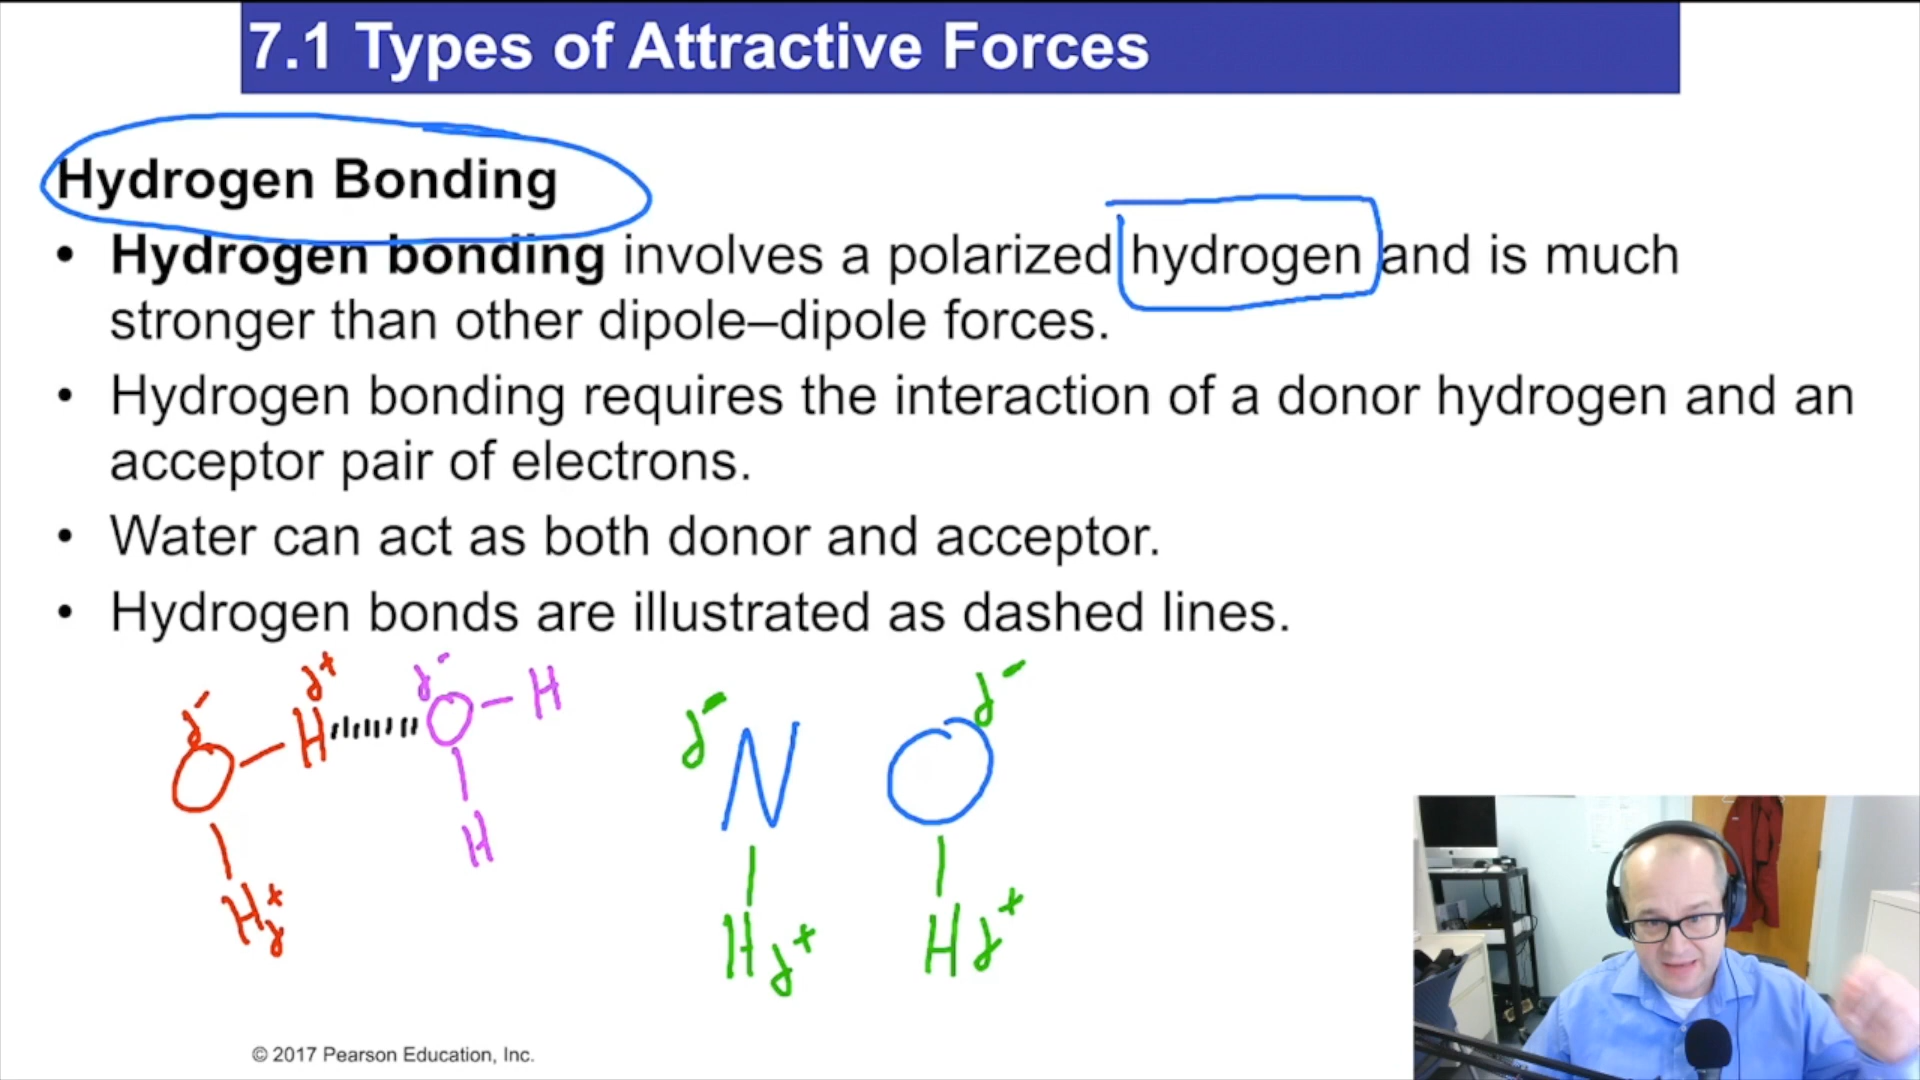 7.1 Types of Attractive Forces
Hydrogen Bonding
• Hydrogen bonding involves a polarized hydrogen and is much
stronger than other dipole–dipole forces.
• Hydrogen bonding requires the interaction of a donor hydrogen and an
acceptor pair of electrons.
• Water can act as both donor and acceptor.
• Hydrogen bonds are illustrated as dashed lines.
δ- δ+ δ- δ- δ-
O – H O – H N O
H δ+ H H δ+ H δ+
© 2017 Pearson Education, Inc.